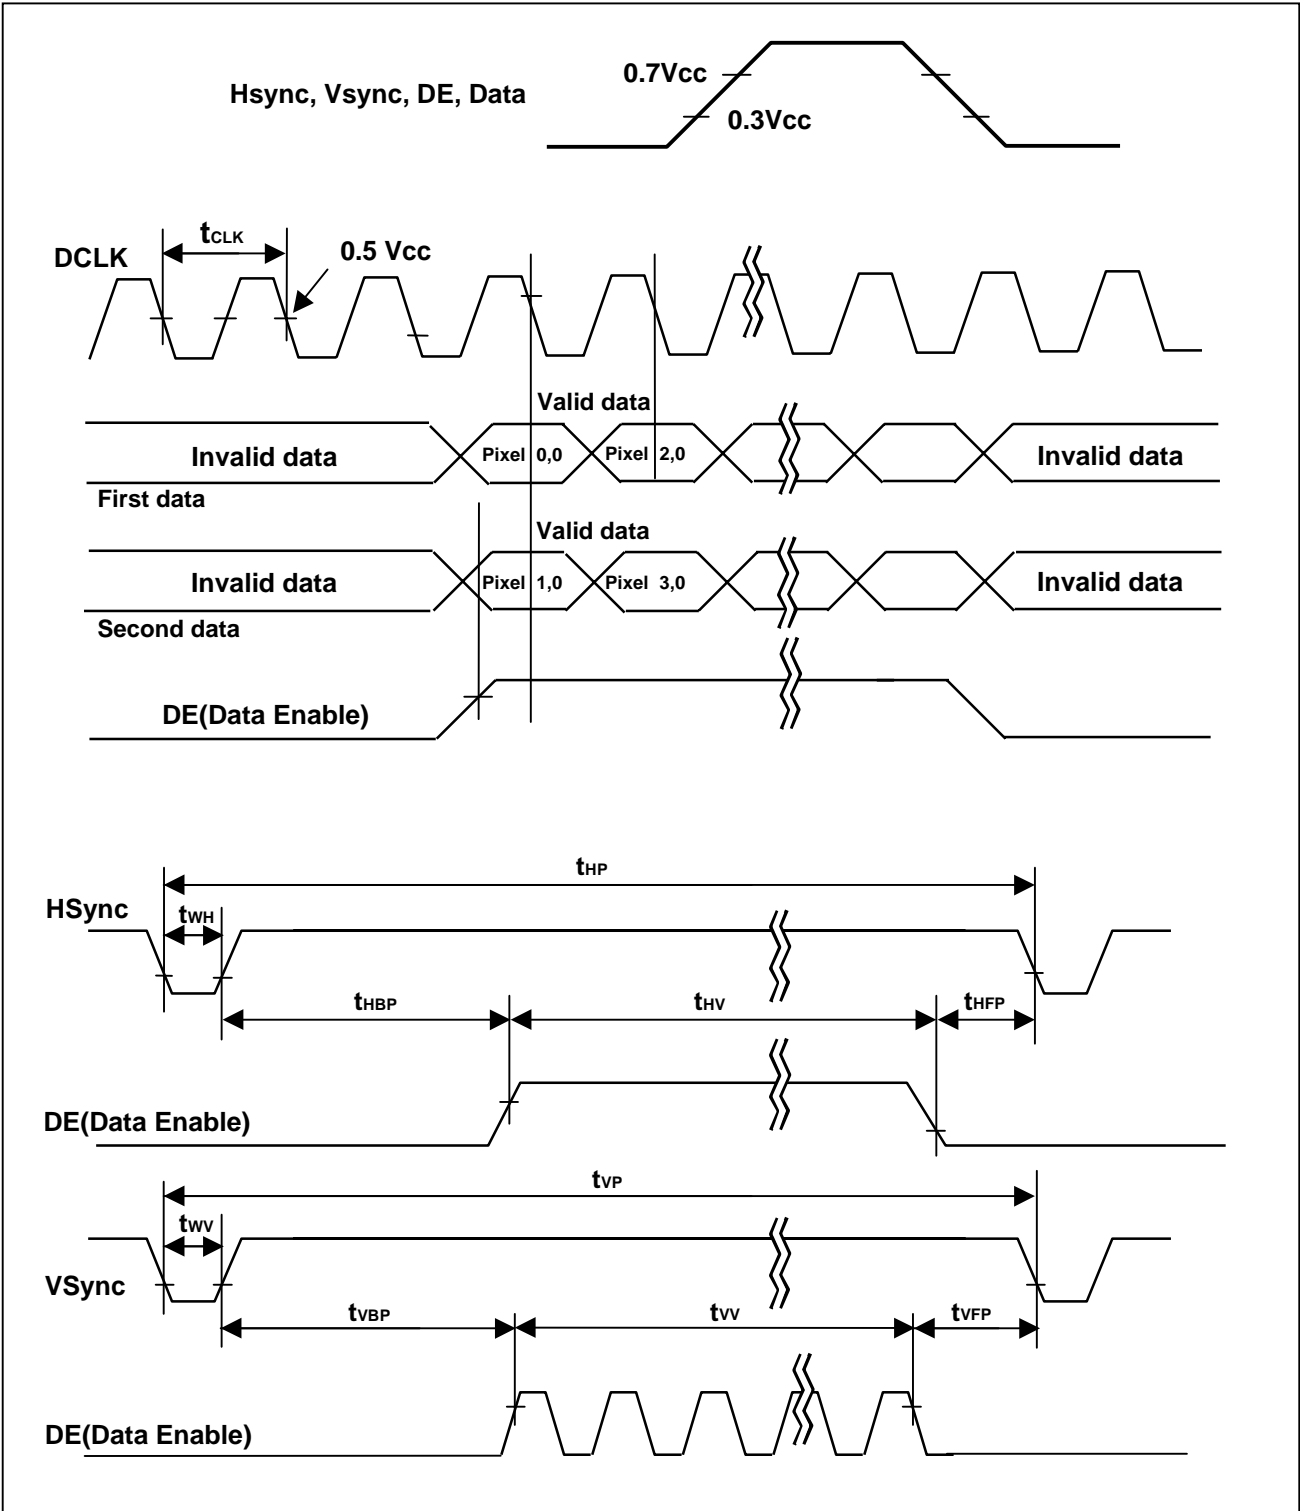 0.7Vcc
Hsync, Vsync, DE, Data
0.3Vcc
tCLK
DCLK
0.5 Vcc
Valid data
Invalid data
Pixel 0,0
Pixel 2,0
Invalid data
First data
Valid data
Invalid data
Pixel 1,0
Pixel 3,0
Invalid data
Second data
DE(Data Enable)
tHP
HSync
tWH
tHBP
tHV
tHFP
DE(Data Enable)
tVP
tWV
VSync
tVBP
tVV
tVFP
DE(Data Enable)